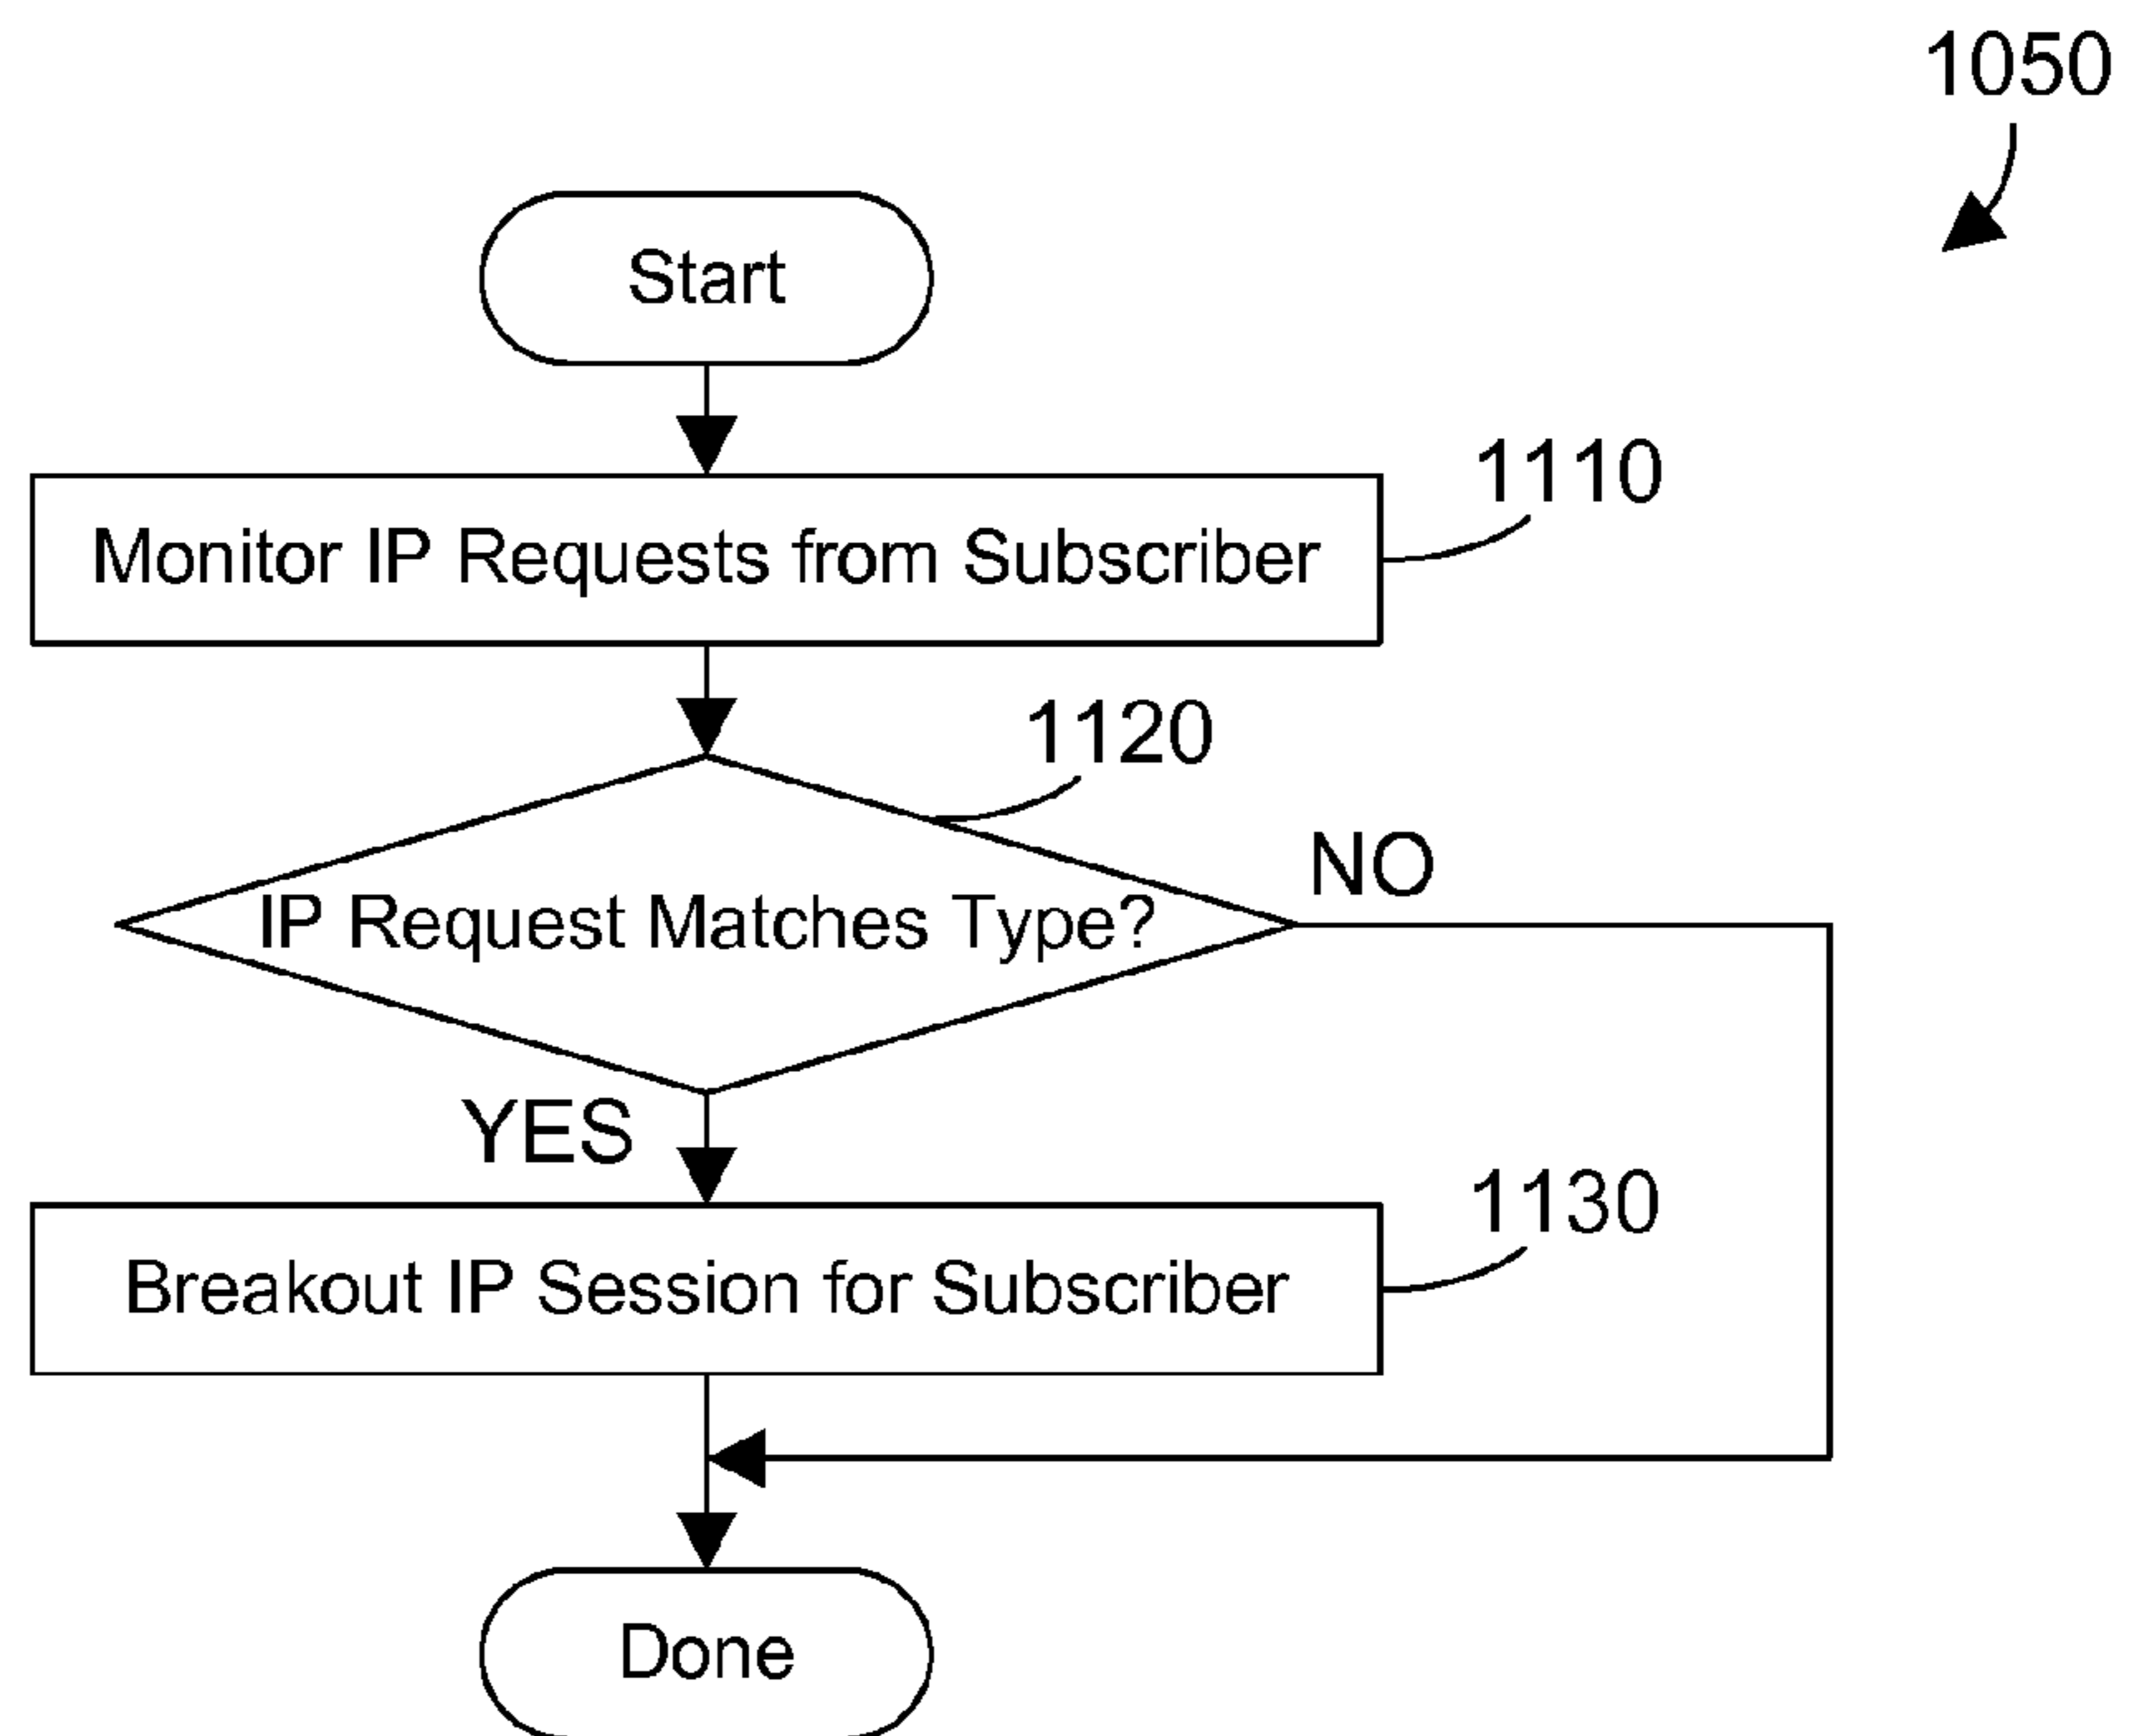 1050
Start
Monitor IP Requests from Subscriber
1110
1120
IP Request Matches Type?
NO
YES
Breakout IP Session for Subscriber
1130
Done